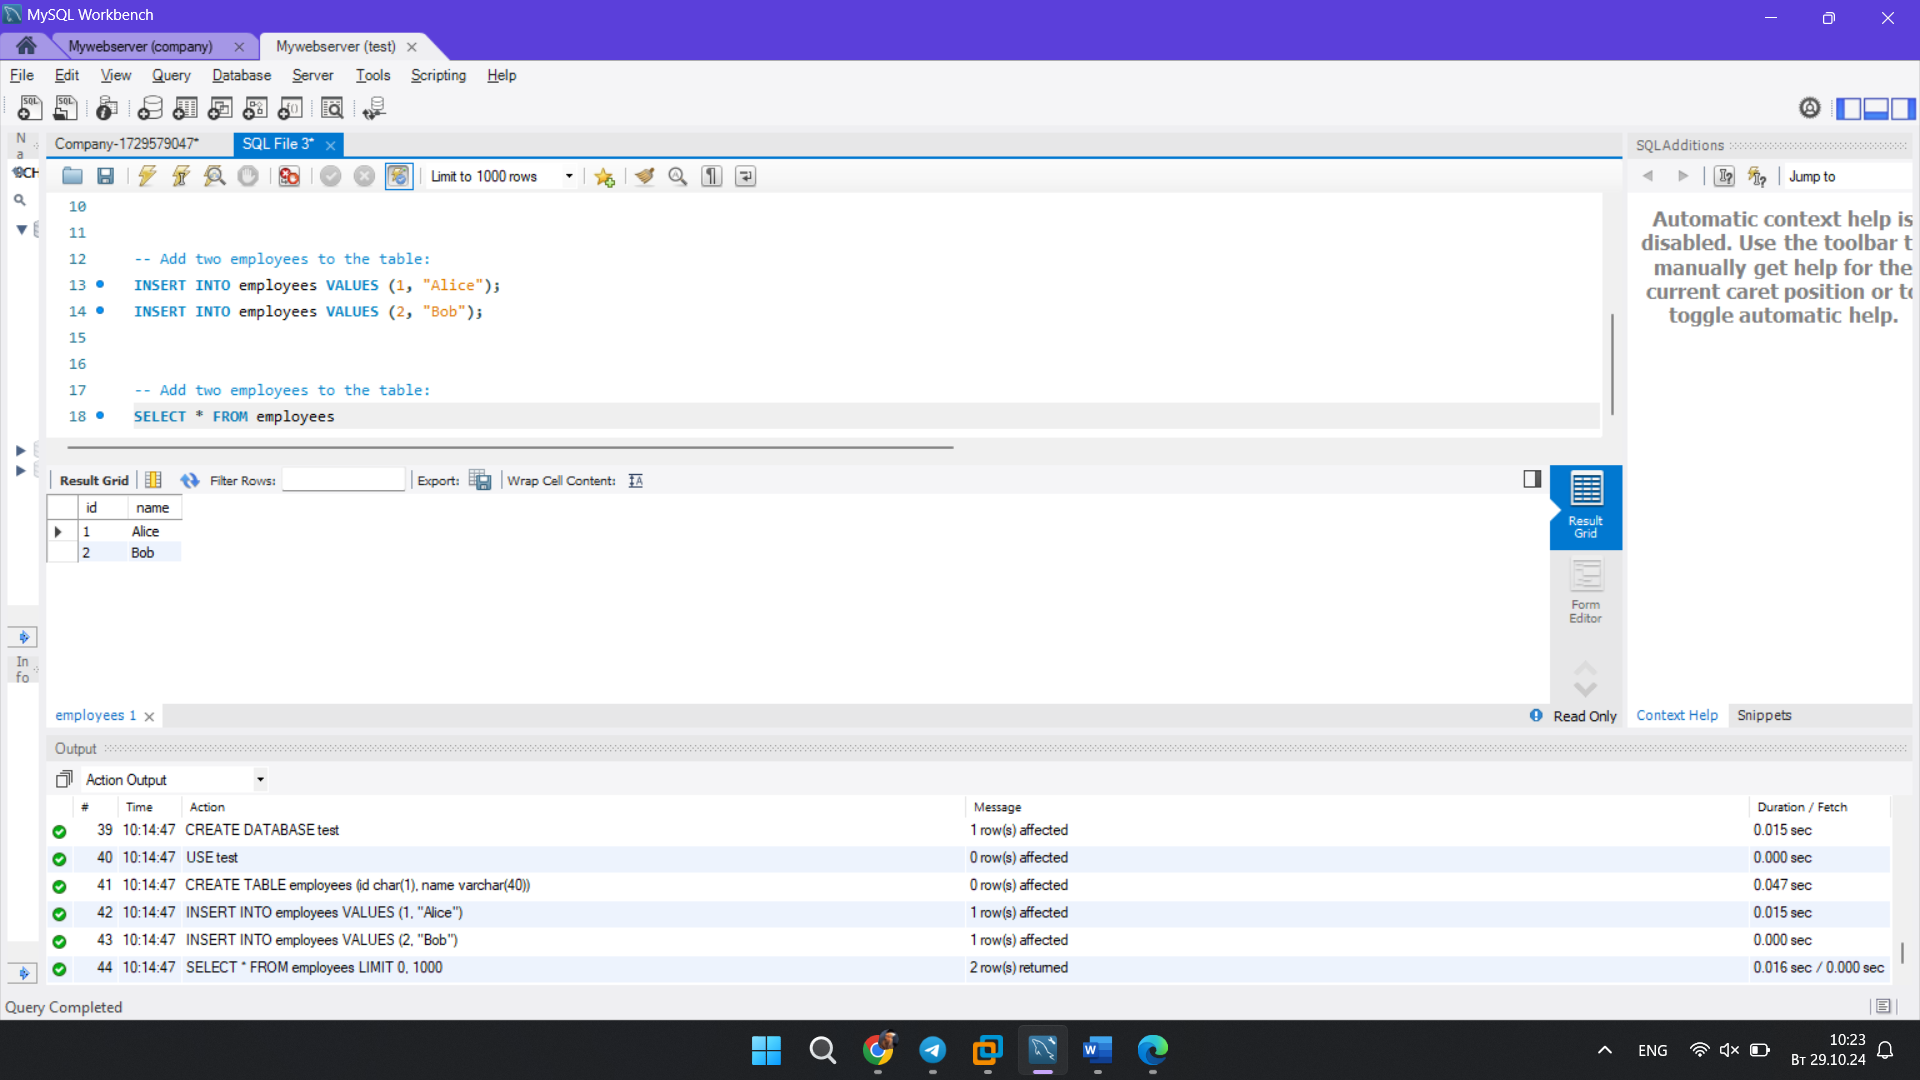 MySQL Workbench
Mywebserver (company)
Mywebserver (test)
File Edit View Query Database Server Tools Scripting Help
Company-1729579047* SQL File 3*
SQLAdditions
N
a
SCH
Limit to 1000 rows
Jump to
10
11
12 -- Add two employees to the table:
13 INSERT INTO employees VALUES (1, "Alice");
14 INSERT INTO employees VALUES (2, "Bob");
15
16
17 -- Add two employees to the table:
18 SELECT * FROM employees
Automatic context help is
disabled. Use the toolbar t
manually get help for the
current caret position or to
toggle automatic help.
Result Grid Filter Rows: Export: Wrap Cell Content:
id name
1 Alice
2 Bob
Result
Grid
Form
Editor
In
fo
employees 1
Read Only
Context Help Snippets
Output
Action Output
# Time Action Message Duration / Fetch
39 10:14:47 CREATE DATABASE test 1 row(s) affected 0.015 sec
40 10:14:47 USE test 0 row(s) affected 0.000 sec
41 10:14:47 CREATE TABLE employees (id char(1), name varchar(40)) 0 row(s) affected 0.047 sec
42 10:14:47 INSERT INTO employees VALUES (1, "Alice") 1 row(s) affected 0.015 sec
43 10:14:47 INSERT INTO employees VALUES (2, "Bob") 1 row(s) affected 0.000 sec
44 10:14:47 SELECT * FROM employees LIMIT 0, 1000 2 row(s) returned 0.016 sec / 0.000 sec
Query Completed
ENG
10:23
Вт 29.10.24